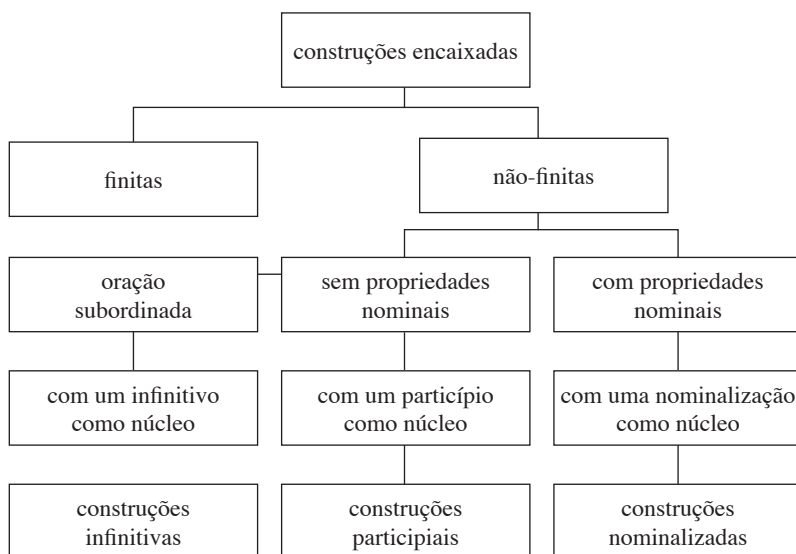 construções encaixadas
finitas
não-finitas
oração
subordinada
sem propriedades
nominais
com propriedades
nominais
com um infinitivo
como núcleo
com um particípio
como núcleo
com uma nominalização
como núcleo
construções
infinitivas
construções
participiais
construções
nominalizadas